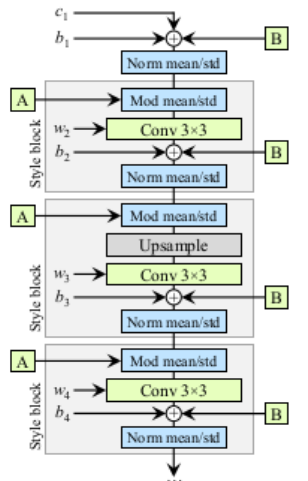 c₁
b₁ B
Norm mean/std
A Mod mean/std
w₂ Conv 3×3
b₂ B
Norm mean/std
Style block
A Mod mean/std
Upsample
w₃ Conv 3×3
b₃ B
Norm mean/std
Style block
A Mod mean/std
w₄ Conv 3×3
b₄ B
Norm mean/std
Style block